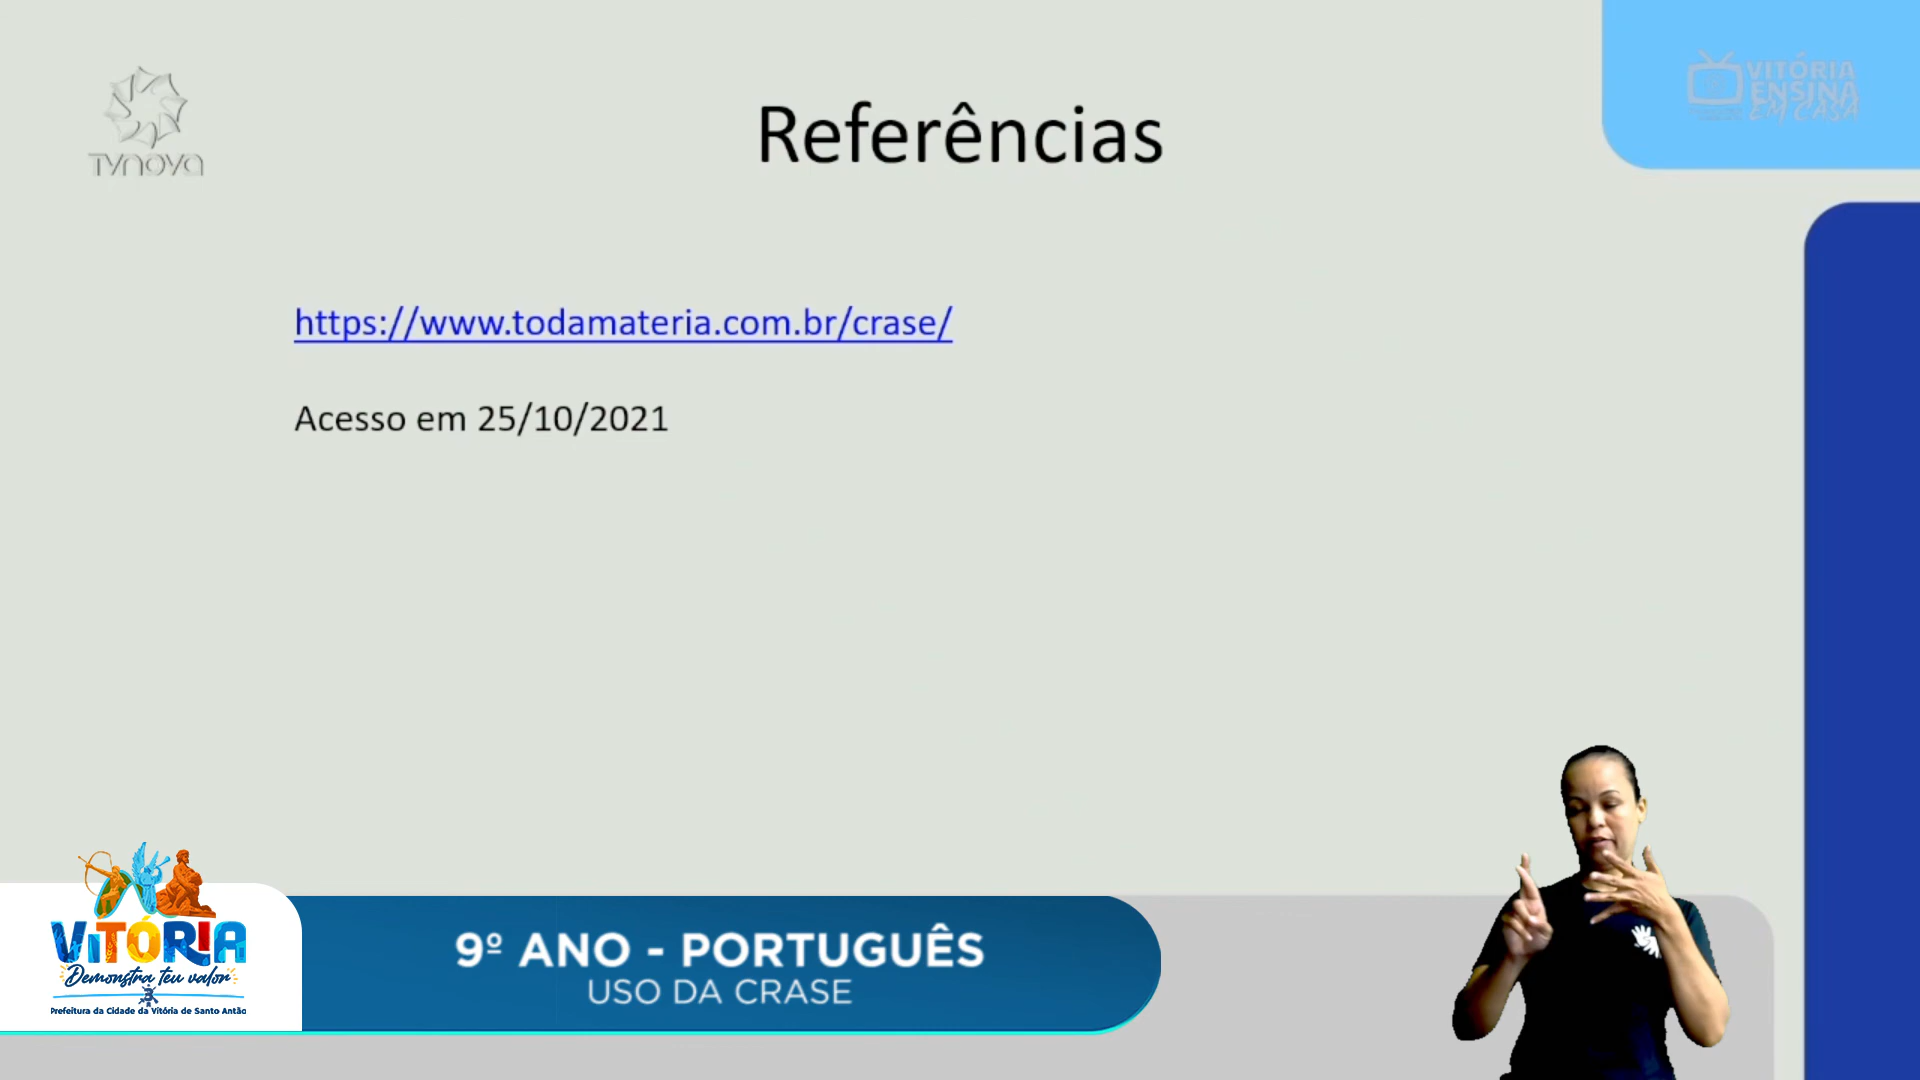 TVNOVA
VITÓRIA
ENSINA
EM CASA
Referências
https://www.todamateria.com.br/crase/
Acesso em 25/10/2021
VITÓRIA
Demonstra teu valor
Prefeitura da Cidade da Vitória de Santo Antão
9º ANO - PORTUGUÊS
USO DA CRASE